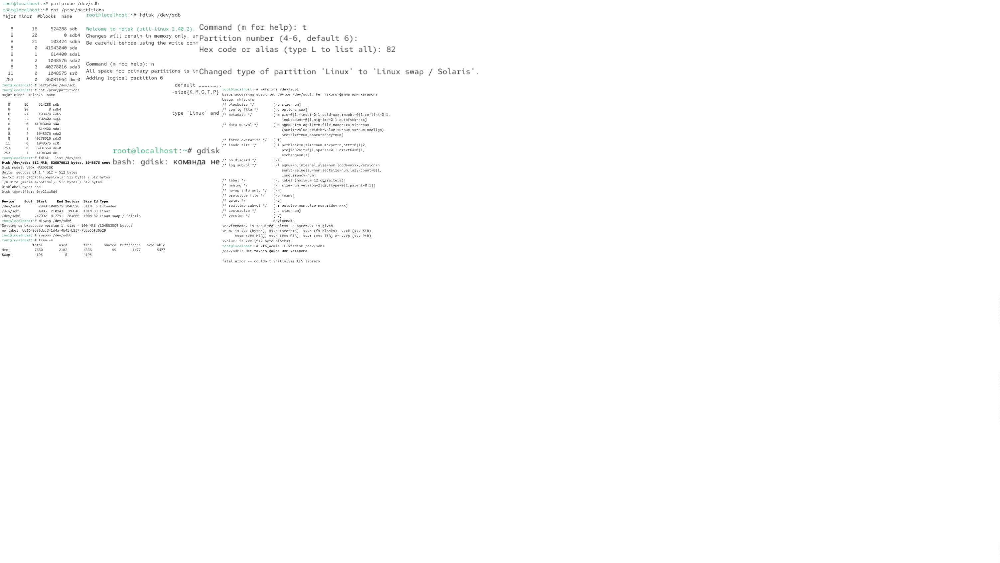 root@localhost:~# partprobe /dev/sdb
root@localhost:~# cat /proc/partitions
major minor  #blocks  name
8       16     524288 sdb
8       20          0 sdb4
8       21     103424 sdb5
8        0   41943040 sda
8        1     614400 sda1
8        2    1048576 sda2
8        3   40278016 sda3
11        0    1048575 sr0
253        0   36081664 dm-0
root@localhost:~# fdisk /dev/sdb
Welcome to fdisk (util-linux 2.40.2).
Changes will remain in memory only,
Be careful before using the write
Command (m for help): n
All space for primary partitions is
Adding logical partition 6
default
-size{K,M,G,T,P}
type 'Linux' and
Command (m for help): t
Partition number (4-6, default 6):
Hex code or alias (type L to list all): 82
Changed type of partition 'Linux' to 'Linux swap / Solaris'.
root@localhost:~# partprobe /dev/sdb
root@localhost:~# cat /proc/partitions
major minor  #blocks  name
8       16     524288 sdb
8       20          0 sdb4
8       21     103424 sdb5
8       22     102400 sdb6
8        0   41943040 sda
8        1     614400 sda1
8        2    1048576 sda2
8        3   40278016 sda3
11        0    1048575 sr0
253        0   36081664 dm-0
253        1    4194304 dm-1
root@localhost:~# fdisk --list /dev/sdb
Disk /dev/sdb: 512 MiB, 536870912 bytes, 1048576 sect
Disk model: VBOX HARDDISK
Units: sectors of 1 * 512 = 512 bytes
Sector size (logical/physical): 512 bytes / 512 bytes
I/O size (minimum/optimal): 512 bytes / 512 bytes
Disklabel type: dos
Disk identifier: 0xe21aa5d4
Device     Boot  Start     End Sectors  Size Id Type
/dev/sdb4         2048 1048575 1046528  511M  5 Extended
/dev/sdb5         4096  210943  206848  101M 83 Linux
/dev/sdb6       212992  417791  204800  100M 82 Linux swap / Solaris
root@localhost:~# mkswap /dev/sdb6
Setting up swapspace version 1, size = 100 MiB (104853504 bytes)
no label, UUID=8e30dac3-1d4a-4b41-b217-7dae55fd6b29
root@localhost:~# swapon /dev/sdb6
root@localhost:~# free -m
total        used        free      shared  buff/cache   available
Mem:           7660        2182        4336          99        1477        5477
Swap:          4195           0        4195
root@localhost:~# gdisk
bash: gdisk: команда не
root@localhost:~# mkfs.xfs /dev/sdb1
Error accessing specified device /dev/sdb1: Нет такого файла или каталога
Usage: mkfs.xfs
/* blocksize */         [-b size=num]
/* config file */       [-c options=xxx]
/* metadata */          [-m crc=0|1,finobt=0|1,uuid=xxx,rmapbt=0|1,reflink=0|1,
inobtcount=0|1,bigtime=0|1,autofsck=xxx]
/* data subvol */       [-d agcount=n,agsize=n,file,name=xxx,size=num,
(sunit=value,swidth=value|su=num,sw=num|noalign),
sectsize=num,concurrency=num]
/* force overwrite */   [-f]
/* inode size */        [-i perblock=n|size=num,maxpct=n,attr=0|1|2,
projid32bit=0|1,sparse=0|1,nrext64=0|1,
exchange=0|1]
/* no discard */        [-K]
/* log subvol */        [-l agnum=n,internal,size=num,logdev=xxx,version=n
sunit=value|su=num,sectsize=num,lazy-count=0|1,
concurrency=num]
/* label */             [-L label (maximum 12 characters)]
/* naming */            [-n size=num,version=2|ci,ftype=0|1,parent=0|1]]
/* no-op info only */   [-N]
/* prototype file */    [-p fname]
/* quiet */             [-q]
/* realtime subvol */   [-r extsize=num,size=num,rtdev=xxx]
/* sectorsize */        [-s size=num]
/* version */           [-V]
devicename
<devicename> is required unless -d name=xxx is given.
<num> is xxx (bytes), xxxs (sectors), xxxb (fs blocks), xxxk (xxx KiB),
xxxm (xxx MiB), xxxg (xxx GiB), xxxt (xxx TiB) or xxxp (xxx PiB).
<value> is xxx (512 byte blocks).
root@localhost:~# xfs_admin -L xfsdisk /dev/sdb1
/dev/sdb1: Нет такого файла или каталога
fatal error -- couldn't initialize XFS library